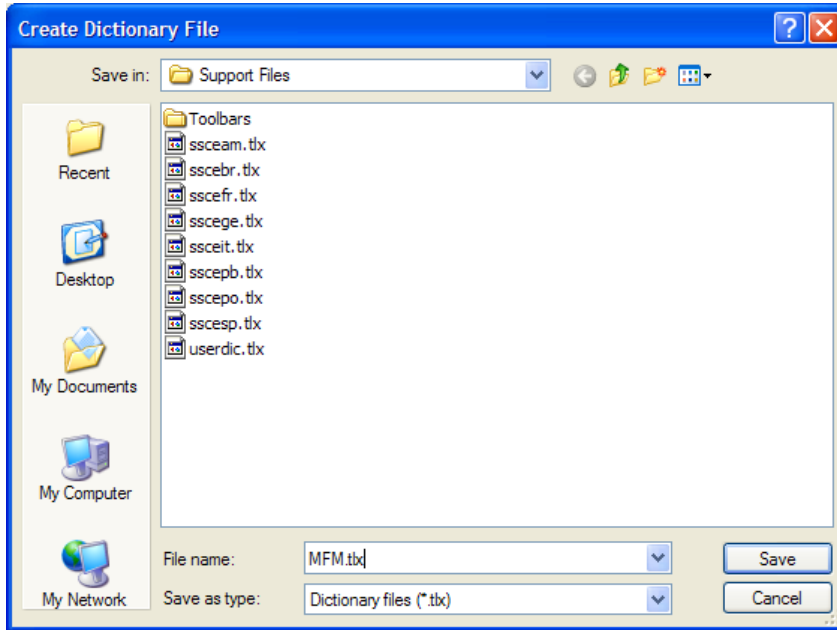 Create Dictionary File
Save in: Support Files
Toolbars
ssceam.tlx
sscebr.tlx
sscefr.tlx
sscege.tlx
ssceit.tlx
sscepb.tlx
sscepo.tlx
sscesp.tlx
userdic.tlx
Recent
Desktop
My Documents
My Computer
My Network
File name: MFM.tlx Save
Save as type: Dictionary files (*.tlx) Cancel